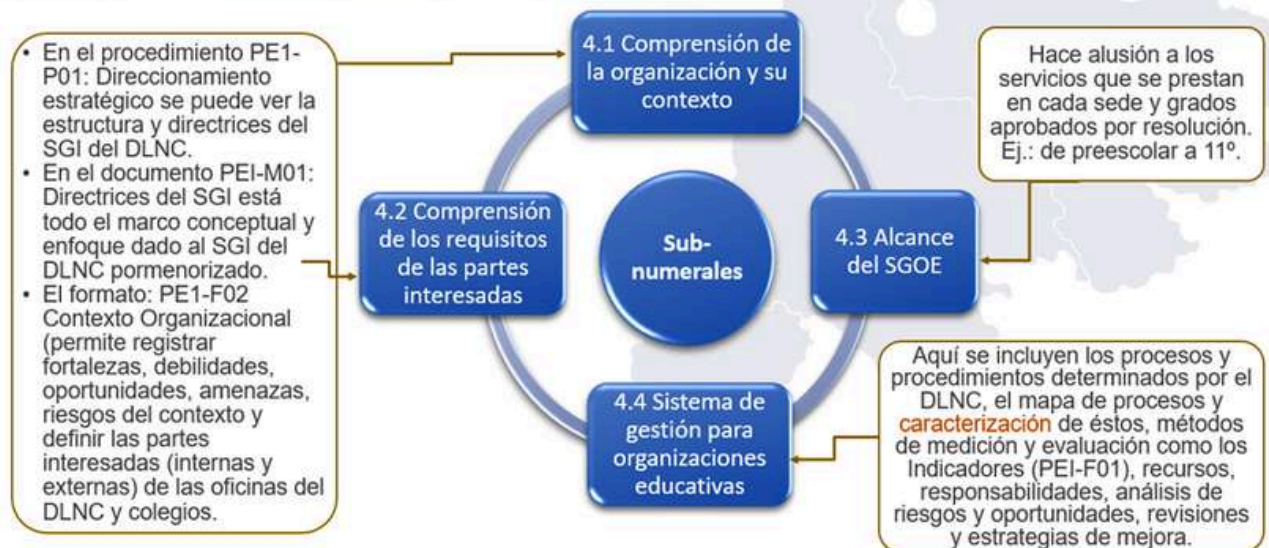 • En el procedimiento PE1-
P01: Direccionamiento
estratégico se puede ver la
estructura y directrices del
SGI del DLNC.
• En el documento PEI-M01:
Directrices del SGI está
todo el marco conceptual y
enfoque dado al SGI del
DLNC pormenorizado.
• El formato: PE1-F02
Contexto Organizacional
(permite registrar
fortalezas, debilidades,
oportunidades, amenazas,
riesgos del contexto y
definir las partes
interesadas (internas y
externas) de las oficinas del
DLNC y colegios.
4.1 Comprensión de
la organización y su
contexto
4.2 Comprensión
de los requisitos
de las partes
interesadas
Sub-
numerales
4.3 Alcance
del SGOE
4.4 Sistema de
gestión para
organizaciones
educativas
Hace alusión a los
servicios que se prestan
en cada sede y grados
aprobados por resolución.
Ej.: de preescolar a 11º.
Aquí se incluyen los procesos y
procedimientos determinados por el
DLNC, el mapa de procesos y
caracterización de éstos, métodos
de medición y evaluación como los
Indicadores (PEI-F01), recursos,
responsabilidades, análisis de
riesgos y oportunidades, revisiones
y estrategias de mejora.